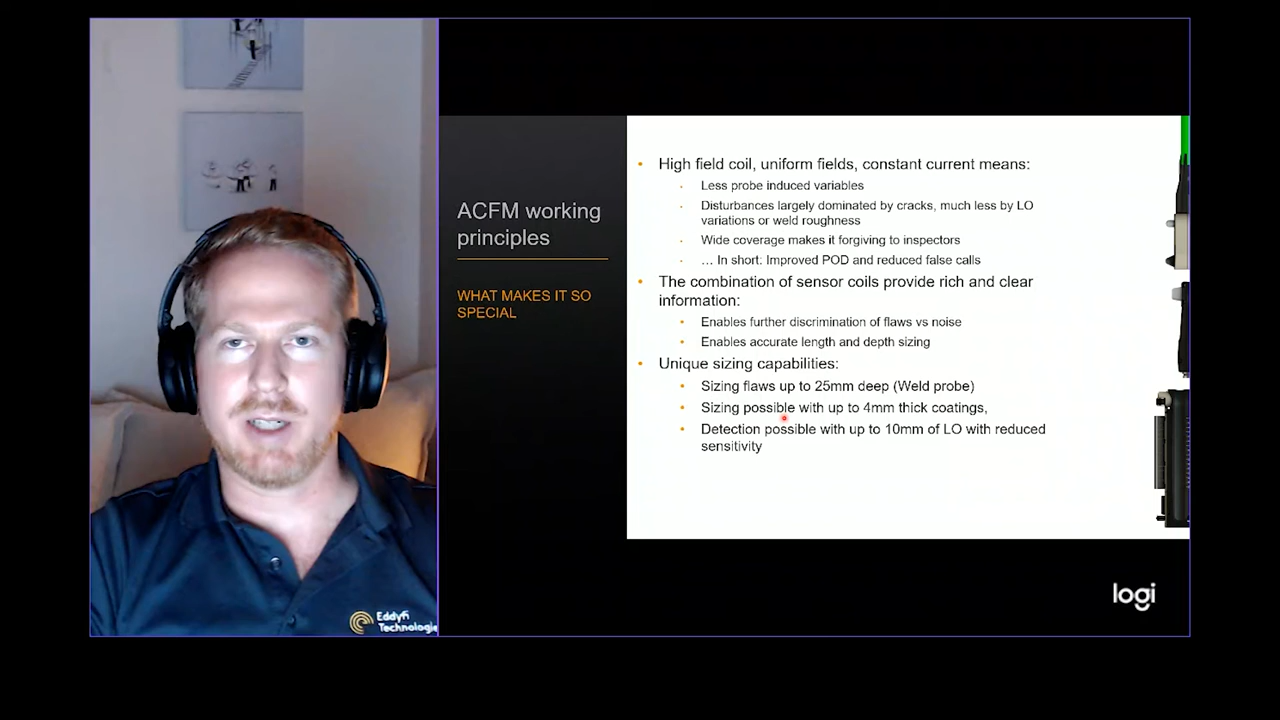 ACFM working
principles
WHAT MAKES IT SO
SPECIAL
High field coil, uniform fields, constant current means:
Less probe induced variables
Disturbances largely dominated by cracks, much less by LO
variations or weld roughness
Wide coverage makes it forgiving to inspectors
… In short: Improved POD and reduced false calls
The combination of sensor coils provide rich and clear
information:
Enables further discrimination of flaws vs noise
Enables accurate length and depth sizing
Unique sizing capabilities:
Sizing flaws up to 25mm deep (Weld probe)
Sizing possible with up to 4mm thick coatings,
Detection possible with up to 10mm of LO with reduced
sensitivity
logi
Eddyfi
Technologie